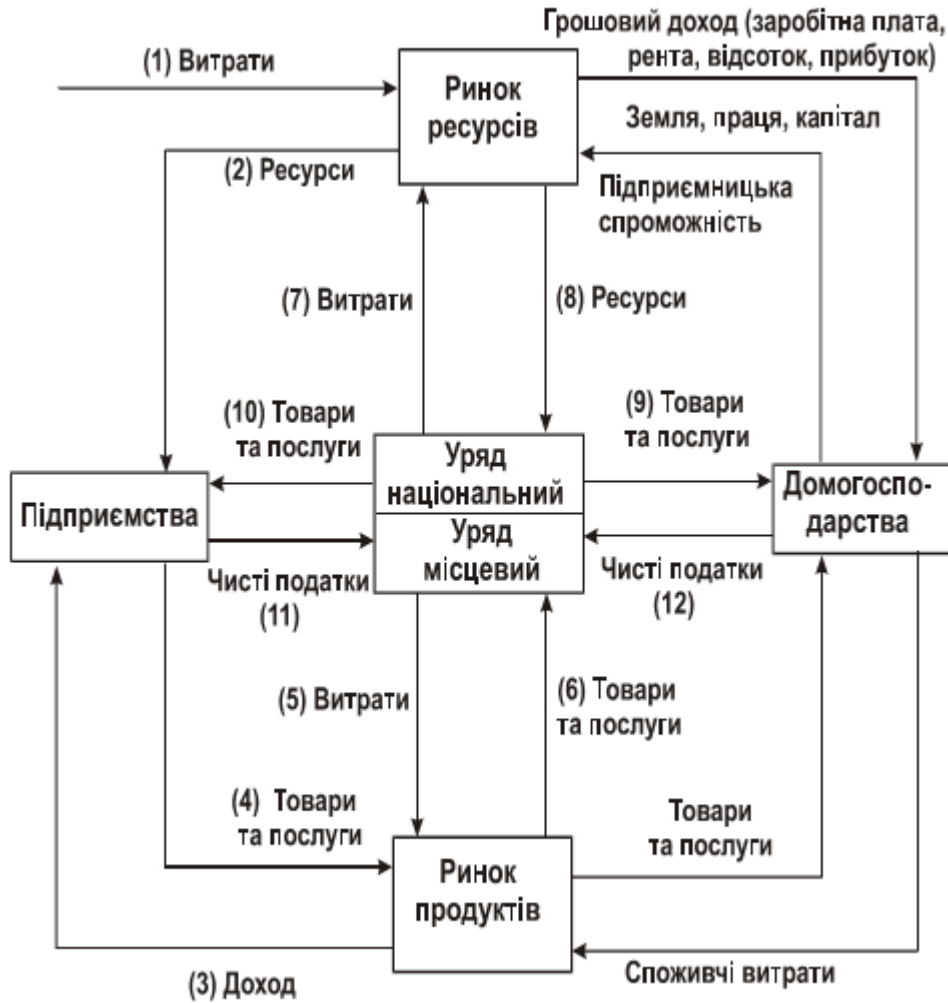 Грошовий доход (заробітна плата,
рента, відсоток, прибуток)
(1) Витрати
Ринок
ресурсів
Земля, праця, капітал
(2) Ресурси
Підприємницька
спроможність
(7) Витрати
(8) Ресурси
(10) Товари
та послуги
(9) Товари
та послуги
Уряд
національний
Уряд
місцевий
Підприємства
Домогоспо-
дарства
Чисті податки
(11)
Чисті податки
(12)
(5) Витрати
(6) Товари
та послуги
(4) Товари
та послуги
Товари
та послуги
Ринок
продуктів
(3) Доход
Споживчі витрати